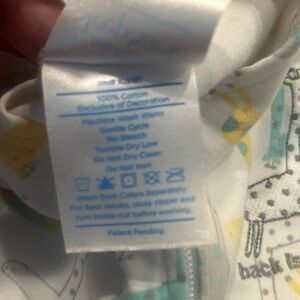 100% Cotton
Exclusive of Decoration
Machine Wash Warm
Gentle Cycle
No Bleach
Tumble Dry Low
Do Not Dry Clean
Do Not Iron
Wash Dark Colors Separately
For best results, close zipper and
turn inside out before washing
Patent Pending
back is